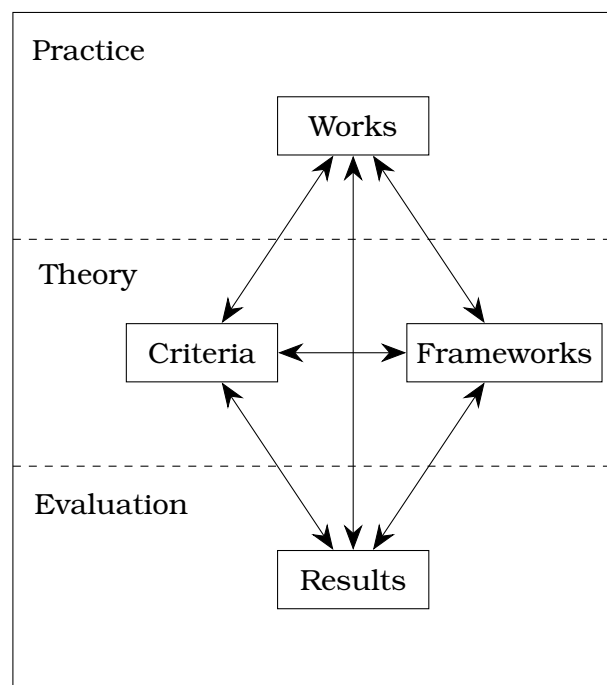 Practice
Works
Theory
Criteria
Frameworks
Evaluation
Results